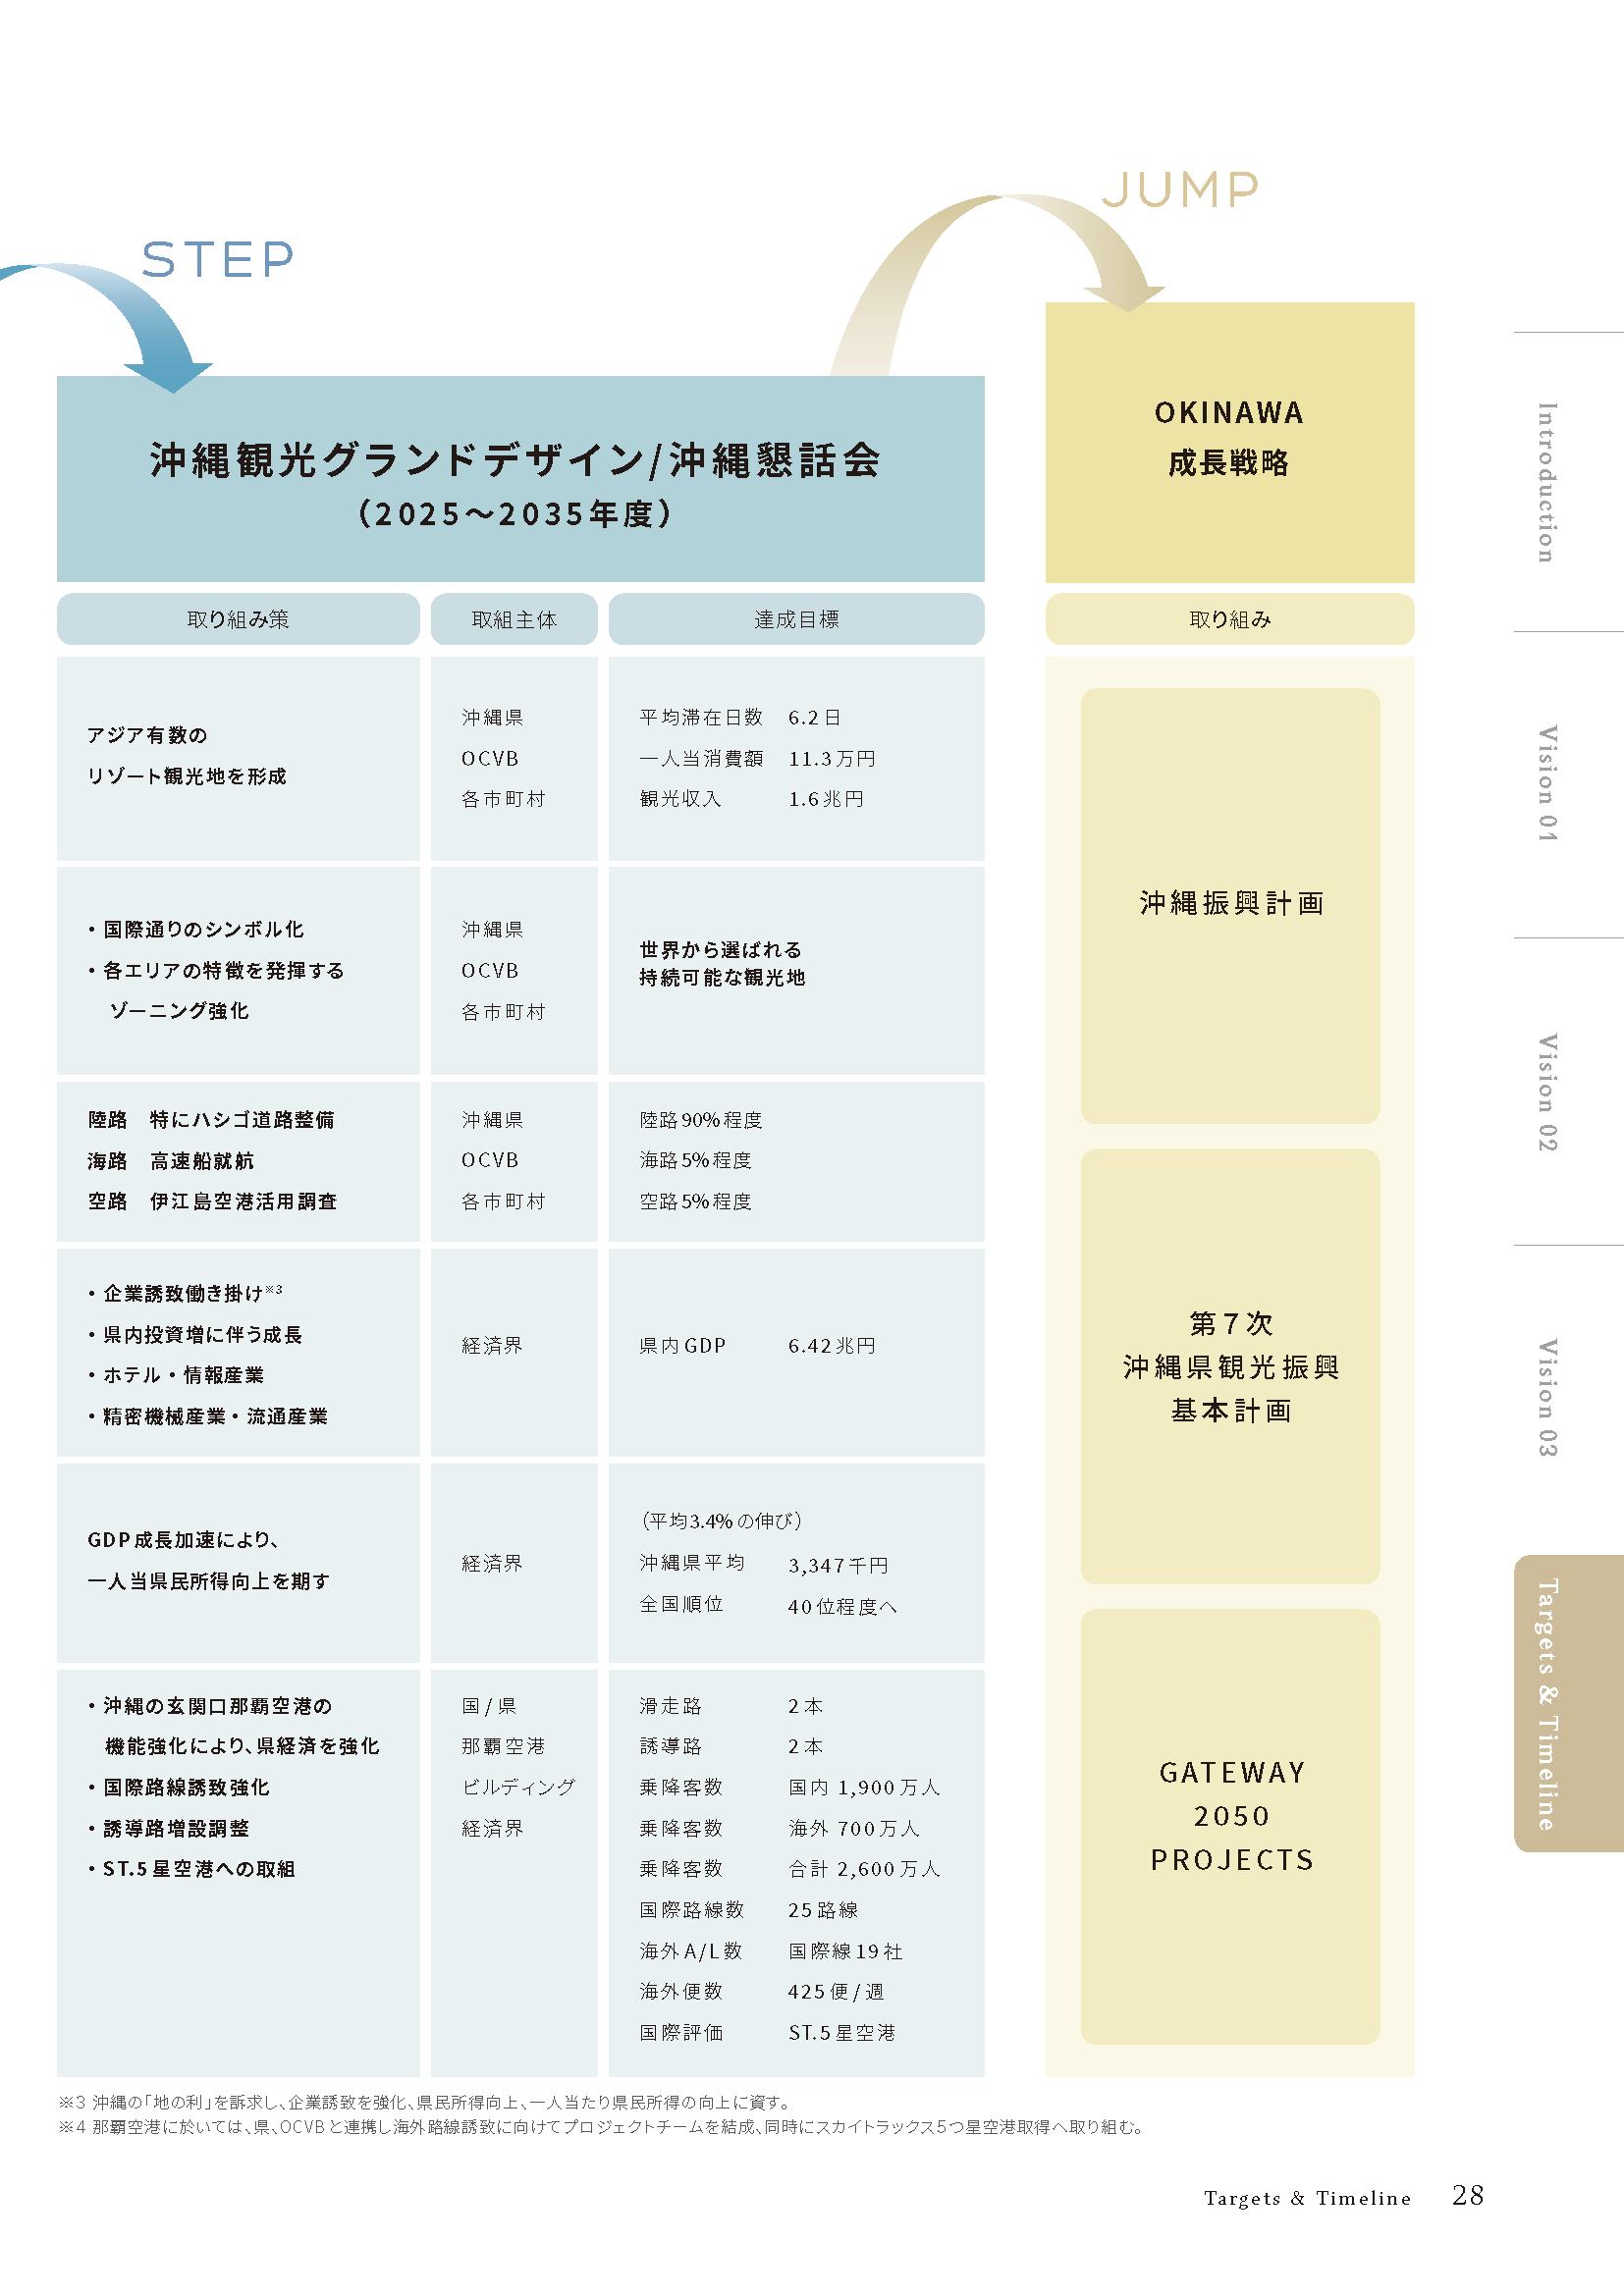 STEP
JUMP
沖縄観光グランドデザイン/沖縄懇話会
（2025～2035年度）
取り組み策
取組主体
達成目標
アジア有数の
リゾート観光地を形成
沖縄県
OCVB
各市町村
平均滞在日数 6.2日
一人当消費額 11.3万円
観光収入 1.6兆円
・国際通りのシンボル化
・各エリアの特徴を発揮する
ゾーニング強化
沖縄県
OCVB
各市町村
世界から選ばれる
持続可能な観光地
陸路 特にハシゴ道路整備
海路 高速船就航
空路 伊江島空港活用調査
沖縄県
OCVB
各市町村
陸路90%程度
海路5%程度
空路5%程度
・企業誘致働き掛け※3
・県内投資増に伴う成長
・ホテル・情報産業
・精密機械産業・流通産業
経済界
県内GDP 6.42兆円
GDP成長加速により、
一人当県民所得向上を期す
経済界
（平均3.4%の伸び）
沖縄県平均 3,347千円
全国順位 40位程度へ
・沖縄の玄関口那覇空港の
機能強化により、県経済を強化
・国際路線誘致強化
・誘導路増設調整
・ST.5星空港への取組
国/県
那覇空港
ビルディング
経済界
滑走路 2本
誘導路 2本
乗降客数 国内 1,900万人
乗降客数 海外 700万人
乗降客数 合計 2,600万人
国際路線数 25路線
海外A/L数 国際線19社
海外便数 425便/週
国際評価 ST.5星空港
OKINAWA
成長戦略
取り組み
沖縄振興計画
第7次
沖縄県観光振興
基本計画
GATEWAY
2050
PROJECTS
※3 沖縄の「地の利」を訴求し、企業誘致を強化、県民所得向上、一人当たり県民所得の向上に資す。
※4 那覇空港に於いては、県、OCVBと連携し海外路線誘致に向けてプロジェクトチームを結成、同時にスカイトラックス5つ星空港取得へ取り組む。
Introduction
Vision 01
Vision 02
Vision 03
Targets & Timeline
Targets & Timeline 28